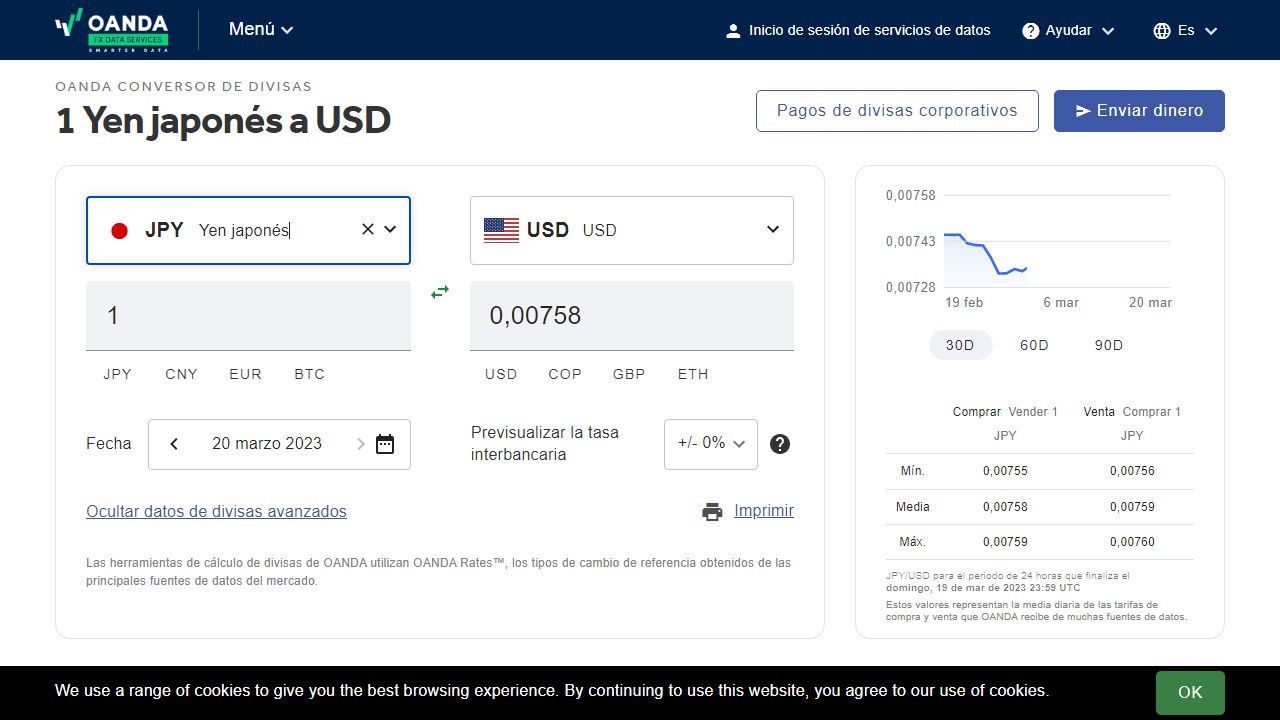 OANDA
FX DATA SERVICES
SMARTER DATA
Menú
Inicio de sesión de servicios de datos
Ayudar
Es
OANDA CONVERSOR DE DIVISAS
1 Yen japonés a USD
Pagos de divisas corporativos
Enviar dinero
JPY Yen japonés
USD USD
1
0,00758
JPY CNY EUR BTC
USD COP GBP ETH
Fecha
20 marzo 2023
Previsualizar la tasa
interbancaria
+/- 0%
Ocultar datos de divisas avanzados
Imprimir
Las herramientas de cálculo de divisas de OANDA utilizan OANDA Rates™, los tipos de cambio de referencia obtenidos de las
principales fuentes de datos del mercado.
0,00758
0,00743
0,00728
19 feb 6 mar 20 mar
30D 60D 90D
Comprar Vender 1 Venta Comprar 1
JPY JPY
Mín. 0,00755 0,00756
Media 0,00758 0,00759
Máx. 0,00759 0,00760
JPY/USD para el periodo de 24 horas que finaliza el
domingo, 19 de mar de 2023 23:59 UTC
Estos valores representan la media diaria de las tarifas de
compra y venta que OANDA recibe de muchas fuentes de datos.
We use a range of cookies to give you the best browsing experience. By continuing to use this website, you agree to our use of cookies.
OK